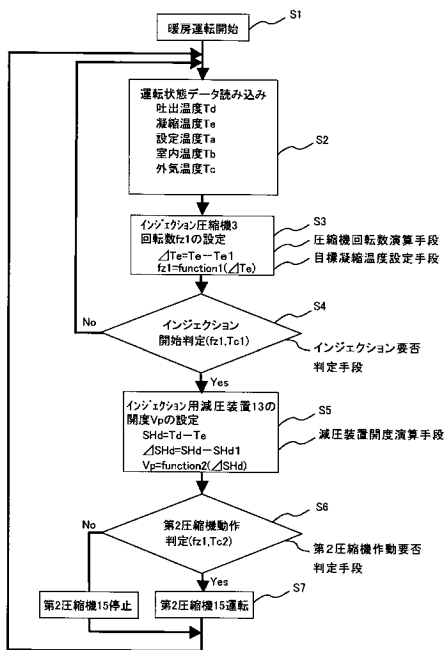 暖房運転開始
S1
運転状態データ読み込み
吐出温度Td
凝縮温度Te
設定温度Ta
室内温度Tb
外気温度Tc
S2
インジェクション圧縮機3
回転数fz1の設定
⊿Te=Te-Te1
fz1=function1(⊿Te)
S3
圧縮機回転数演算手段
目標凝縮温度設定手段
S4
No
インジェクション
開始判定(fz1,Tc1)
インジェクション要否
判定手段
Yes
インジェクション用減圧装置13の
開度Vpの設定
SHd=Td-Te
⊿SHd=SHd-SHd1
Vp=function2(⊿SHd)
S5
減圧装置開度演算手段
S6
No
第2圧縮機動作
判定(fz1,Tc2)
第2圧縮機作動要否
判定手段
Yes
S7
第2圧縮機15停止
第2圧縮機15運転